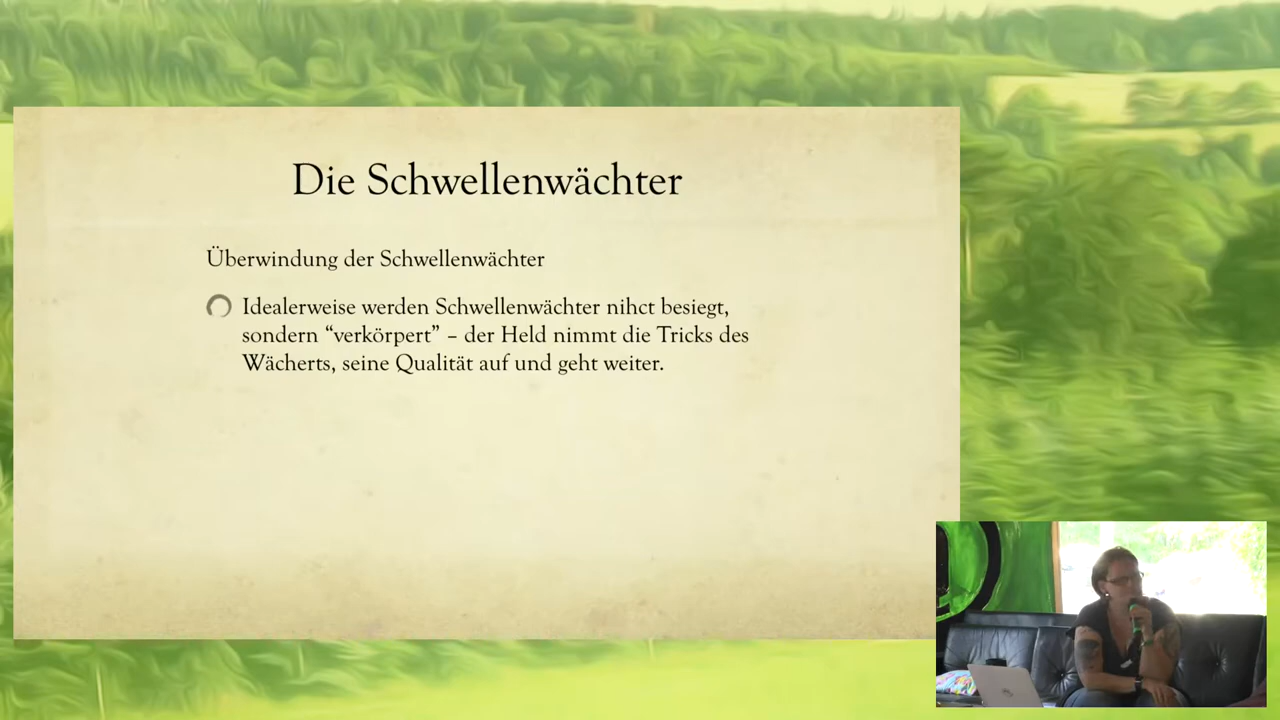 Die Schwellenwächter
Überwindung der Schwellenwächter
Idealerweise werden Schwellenwächter nihct besiegt,
sondern “verkörpert” – der Held nimmt die Tricks des
Wächerts, seine Qualität auf und geht weiter.